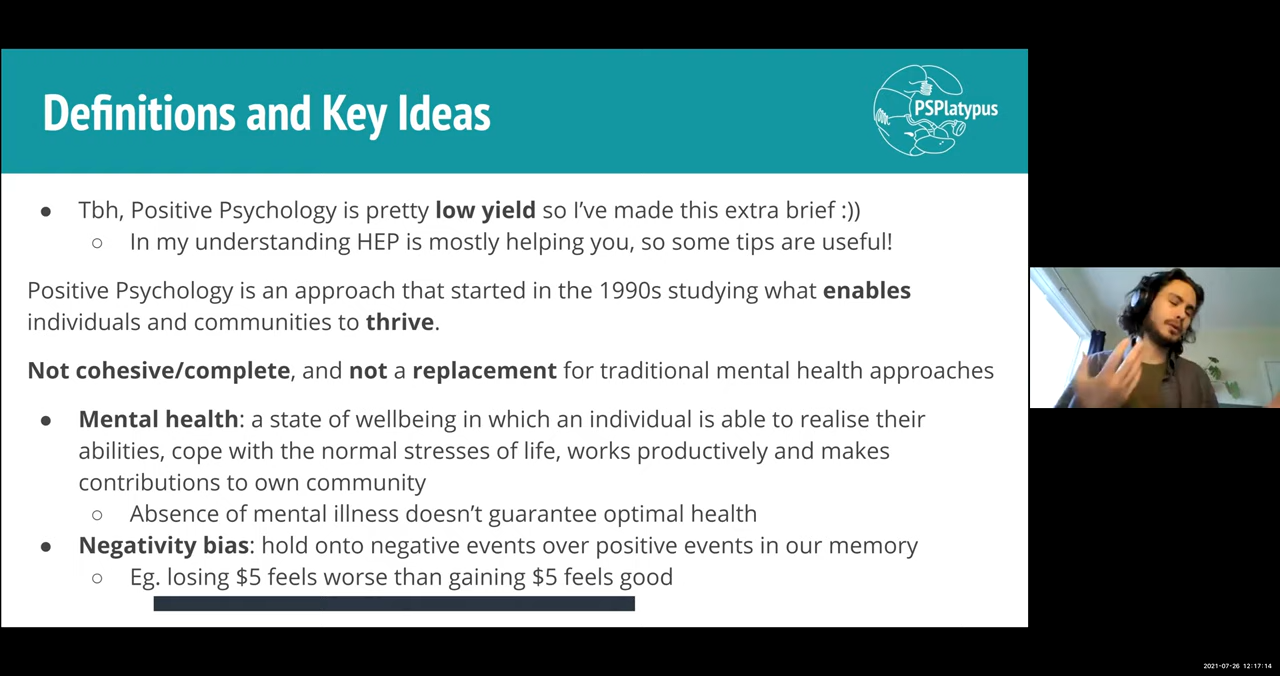 Definitions and Key Ideas
PSPlatypus
● Tbh, Positive Psychology is pretty low yield so I've made this extra brief :))
○ In my understanding HEP is mostly helping you, so some tips are useful!
Positive Psychology is an approach that started in the 1990s studying what enables
individuals and communities to thrive.
Not cohesive/complete, and not a replacement for traditional mental health approaches
● Mental health: a state of wellbeing in which an individual is able to realise their
abilities, cope with the normal stresses of life, works productively and makes
contributions to own community
○ Absence of mental illness doesn't guarantee optimal health
● Negativity bias: hold onto negative events over positive events in our memory
○ Eg. losing $5 feels worse than gaining $5 feels good
2021-07-26 12:17:14